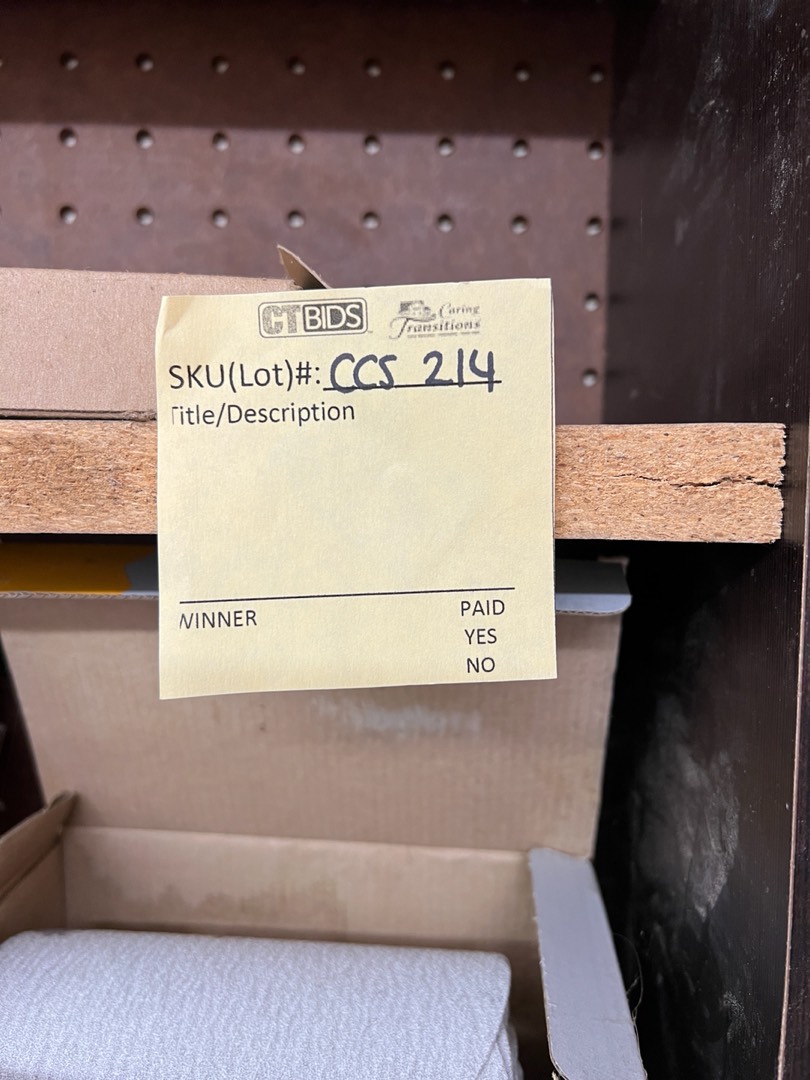 CTBIDS Caring Transitions
SKU(Lot)#: CCS 214
Title/Description
WINNER PAID
YES
NO